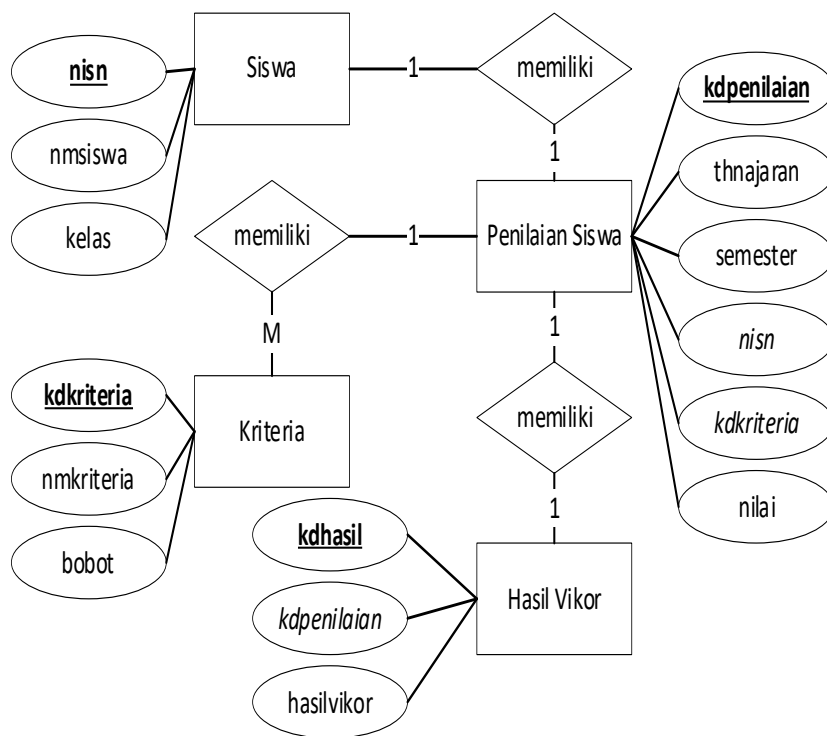 nisn
Siswa
1
memiliki
kdpenilaian
nmsiswa
1
thnajaran
kelas
memiliki
1
Penilaian Siswa
semester
M
1
nisn
kdkriteria
Kriteria
memiliki
kdkriteria
nmkriteria
1
nilai
kdhasil
bobot
Hasil Vikor
kdpenilaian
hasilvikor